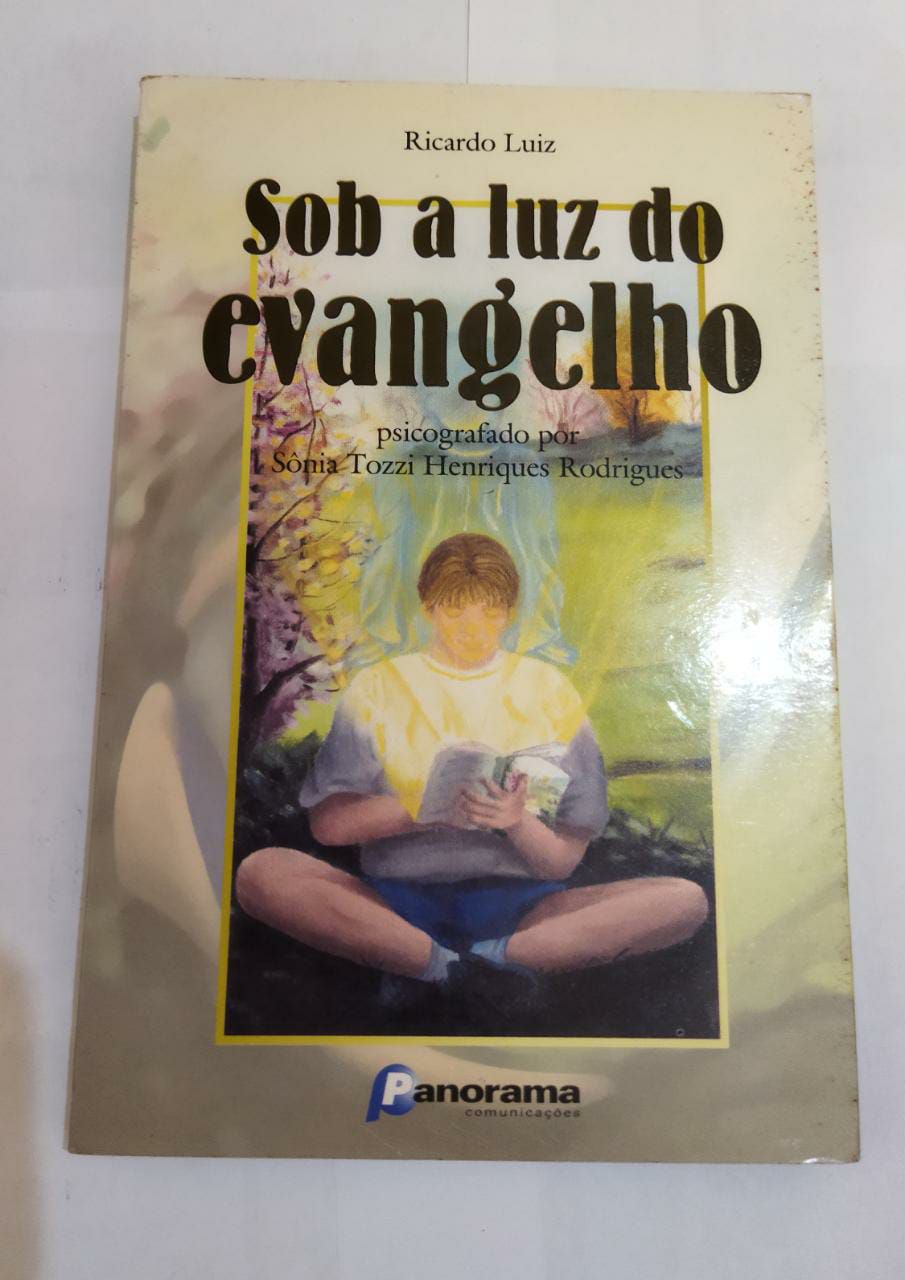 Ricardo Luiz
Sob a luz do
evangelho
psicografado por
Sônia Tozzi Henriques Rodrigues
Panorama
comunicações